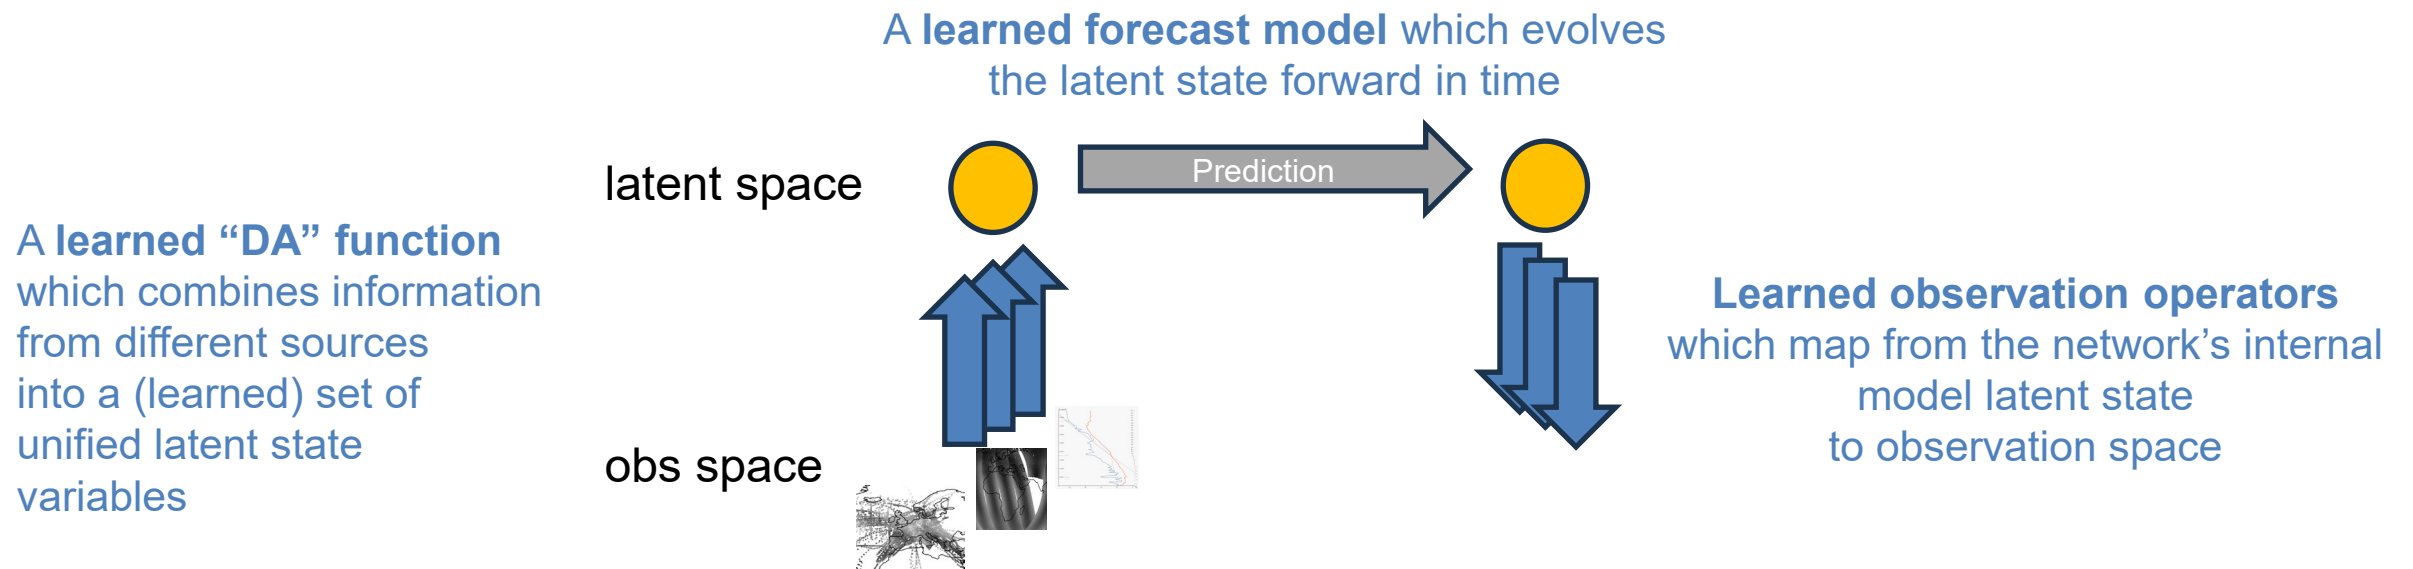 A learned forecast model which evolves
the latent state forward in time
Prediction
latent space
A learned “DA” function
which combines information
from different sources
into a (learned) set of
unified latent state
variables
Learned observation operators
which map from the network’s internal
model latent state
to observation space
obs space